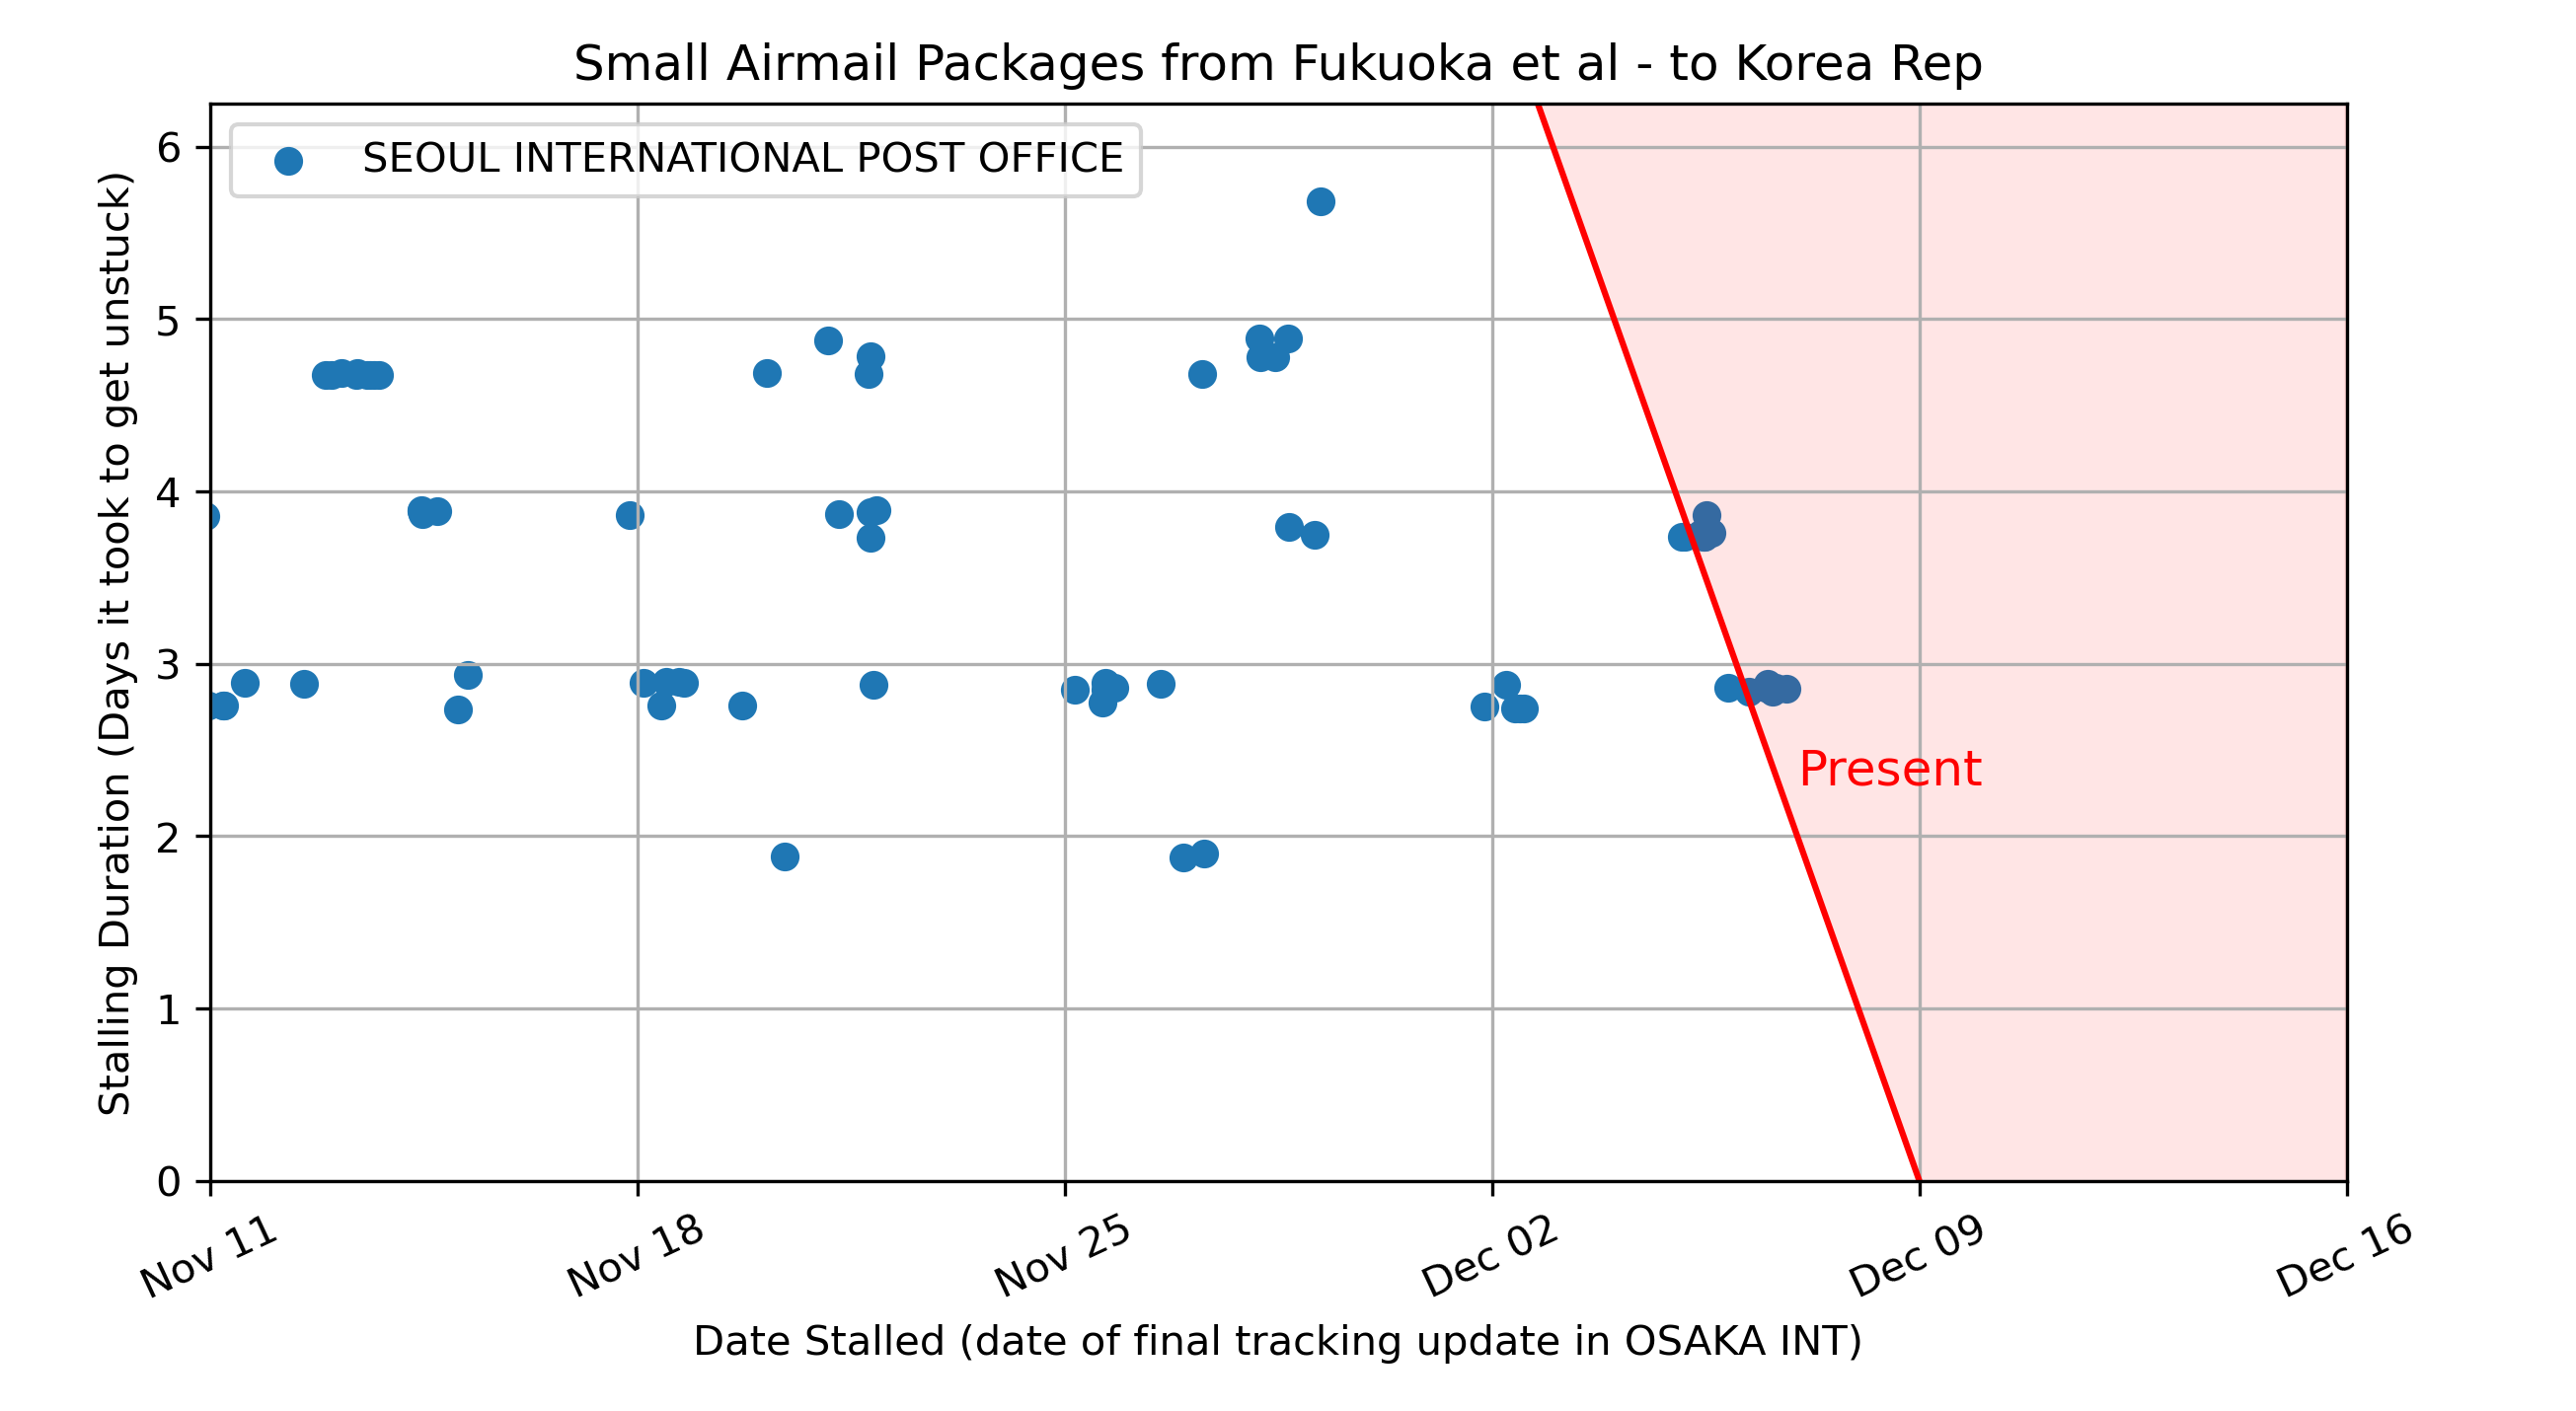 Small Airmail Packages from Fukuoka et al - to Korea Rep
SEOUL INTERNATIONAL POST OFFICE
Stalling Duration (Days it took to get unstuck)
6
5
4
3
2
1
0
Present
Nov 11
Nov 18
Nov 25
Dec 02
Dec 09
Dec 16
Date Stalled (date of final tracking update in OSAKA INT)